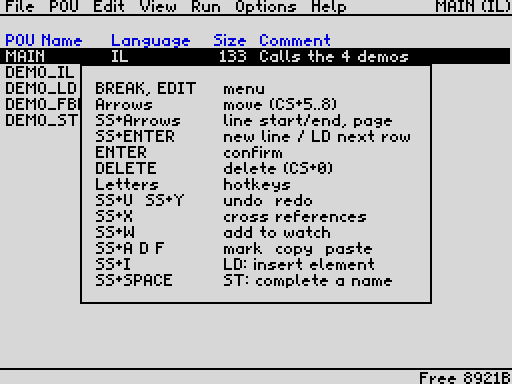 File POU Edit View Run Options Help MAIN (IL)
POU Name Language Size Comment
MAIN IL 133 Calls the 4 demos
DEMO_IL
DEMO_LD
DEMO_FB
DEMO_ST
BREAK, EDIT menu
Arrows move (CS+5..8)
SS+Arrows line start/end, page
SS+ENTER new line / LD next row
ENTER confirm
DELETE delete (CS+0)
Letters hotkeys
SS+U SS+Y undo redo
SS+X cross references
SS+W add to watch
SS+A D F mark copy paste
SS+I LD: insert element
SS+SPACE ST: complete a name
Free 8921B